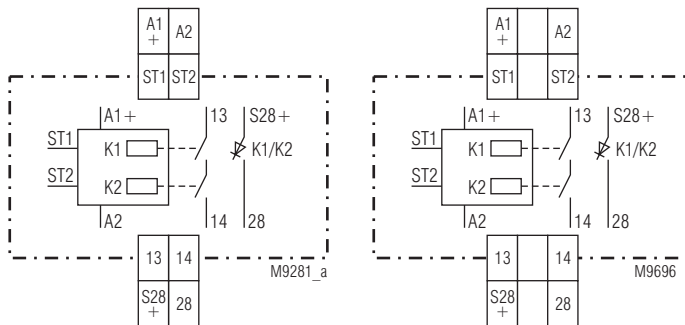 A1
+ A2
ST1 ST2
A1+ 13 S28+
ST1 K1 K1/K2
ST2 K2
A2 14 28
13 14
S28
+ 28
M9281_a
A1
+ A2
ST1 ST2
A1+ 13 S28+
ST1 K1 K1/K2
ST2 K2
A2 14 28
13 14
S28
+ 28
M9696